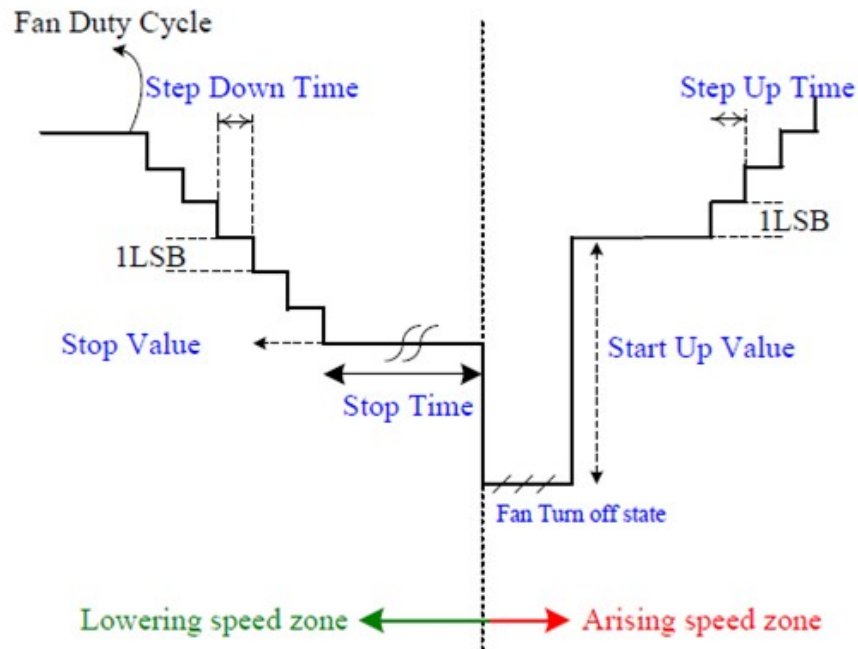 Fan Duty Cycle
Step Down Time
Step Up Time
1LSB
1LSB
Stop Value
Start Up Value
Stop Time
Fan Turn off state
Lowering speed zone
Arising speed zone